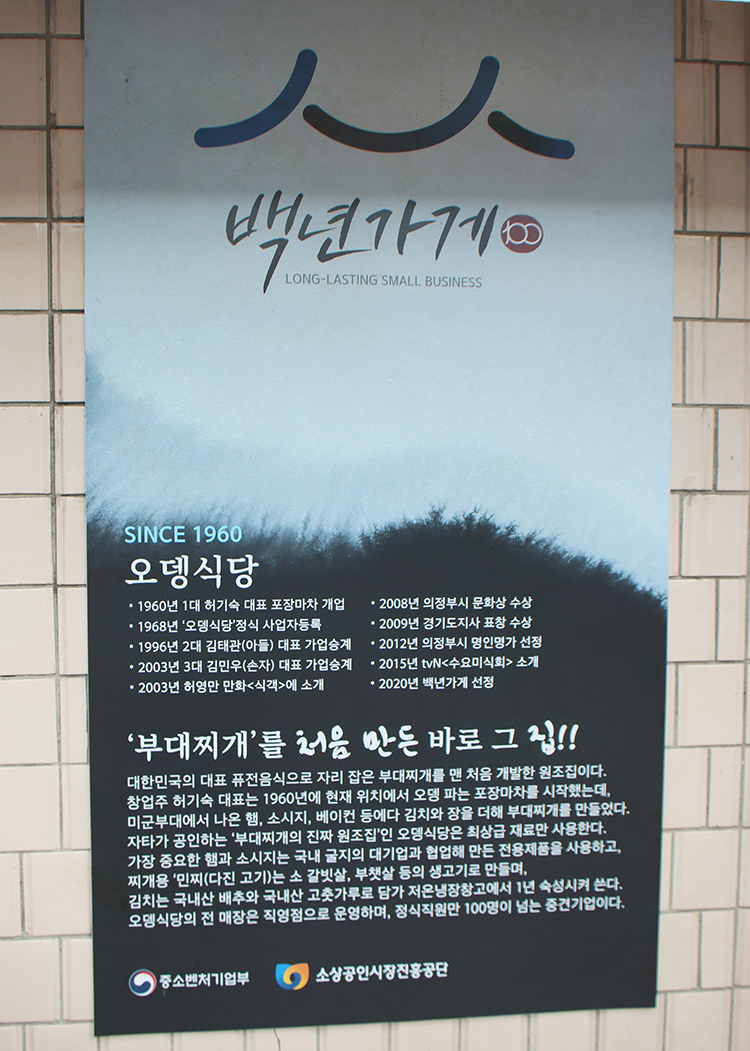 백년가게 100
LONG-LASTING SMALL BUSINESS
SINCE 1960
오뎅식당
• 1960년 1대 허기숙 대표 포장마차 개업
• 1968년 '오뎅식당'정식 사업자등록
• 1996년 2대 김태관(아들) 대표 가업승계
• 2003년 3대 김민우(손자) 대표 가업승계
• 2003년 허영만 만화<식객>에 소개
• 2008년 의정부시 문화상 수상
• 2009년 경기도지사 표창 수상
• 2012년 의정부시 명인명가 선정
• 2015년 tvN<수요미식회> 소개
• 2020년 백년가게 선정
'부대찌개'를 처음 만든 바로 그 집!!
대한민국의 대표 퓨전음식으로 자리 잡은 부대찌개를 맨 처음 개발한 원조집이다.
창업주 허기숙 대표는 1960년에 현재 위치에서 오뎅 파는 포장마차를 시작했는데,
미군부대에서 나온 햄, 소시지, 베이컨 등에다 김치와 장을 더해 부대찌개를 만들었다.
자타가 공인하는 '부대찌개의 진짜 원조집'인 오뎅식당은 최상급 재료만 사용한다.
가장 중요한 햄과 소시지는 국내 굴지의 대기업과 협업해 만든 전용제품을 사용하고,
찌개용 '민찌(다진 고기)는 소 갈빗살, 부챗살 등의 생고기로 만들며,
김치는 국내산 배추와 국내산 고춧가루로 담가 저온냉장창고에서 1년 숙성시켜 쓴다.
오뎅식당의 전 매장은 직영점으로 운영하며, 정식직원만 100명이 넘는 중견기업이다.
중소벤처기업부
소상공인시장진흥공단